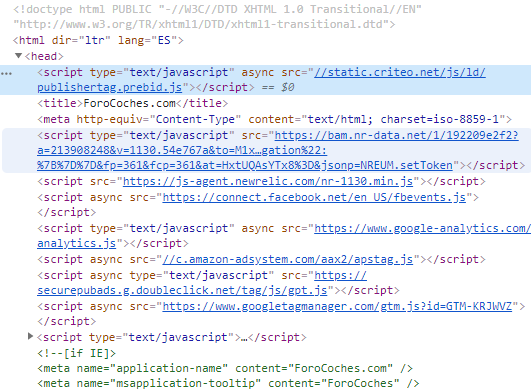 <!doctype html PUBLIC "-//W3C//DTD XHTML 1.0 Transitional//EN"
"http://www.w3.org/TR/xhtml1/DTD/xhtml1-transitional.dtd">
<html dir="ltr" lang="ES">
▼<head>
… <script type="text/javascript" async src="//static.criteo.net/js/ld/
publishertag.prebid.js"></script> == $0
<title>ForoCoches.com</title>
<meta http-equiv="Content-Type" content="text/html; charset=iso-8859-1">
<script type="text/javascript" src="https://bam.nr-data.net/1/192209e2f2?
a=213908248&v=1130.54e767a&to=M1x…gation%22:
%7B%7D%7D&fp=361&fcp=361&at=HxtUQAsYTx8%3D&jsonp=NREUM.setToken"></script>
<script src="https://js-agent.newrelic.com/nr-1130.min.js"></script>
<script async src="https://connect.facebook.net/en_US/fbevents.js">
</script>
<script type="text/javascript" async src="https://www.google-analytics.com/
analytics.js"></script>
<script async src="//c.amazon-adsystem.com/aax2/apstag.js"></script>
<script async type="text/javascript" src="https://
securepubads.g.doubleclick.net/tag/js/gpt.js"></script>
<script async src="https://www.googletagmanager.com/gtm.js?id=GTM-KRJWVZ">
</script>
▶<script type="text/javascript">…</script>
<!--[if IE]>
<meta name="application-name" content="ForoCoches.com" />
<meta name="msapplication-tooltip" content="ForoCoches" />